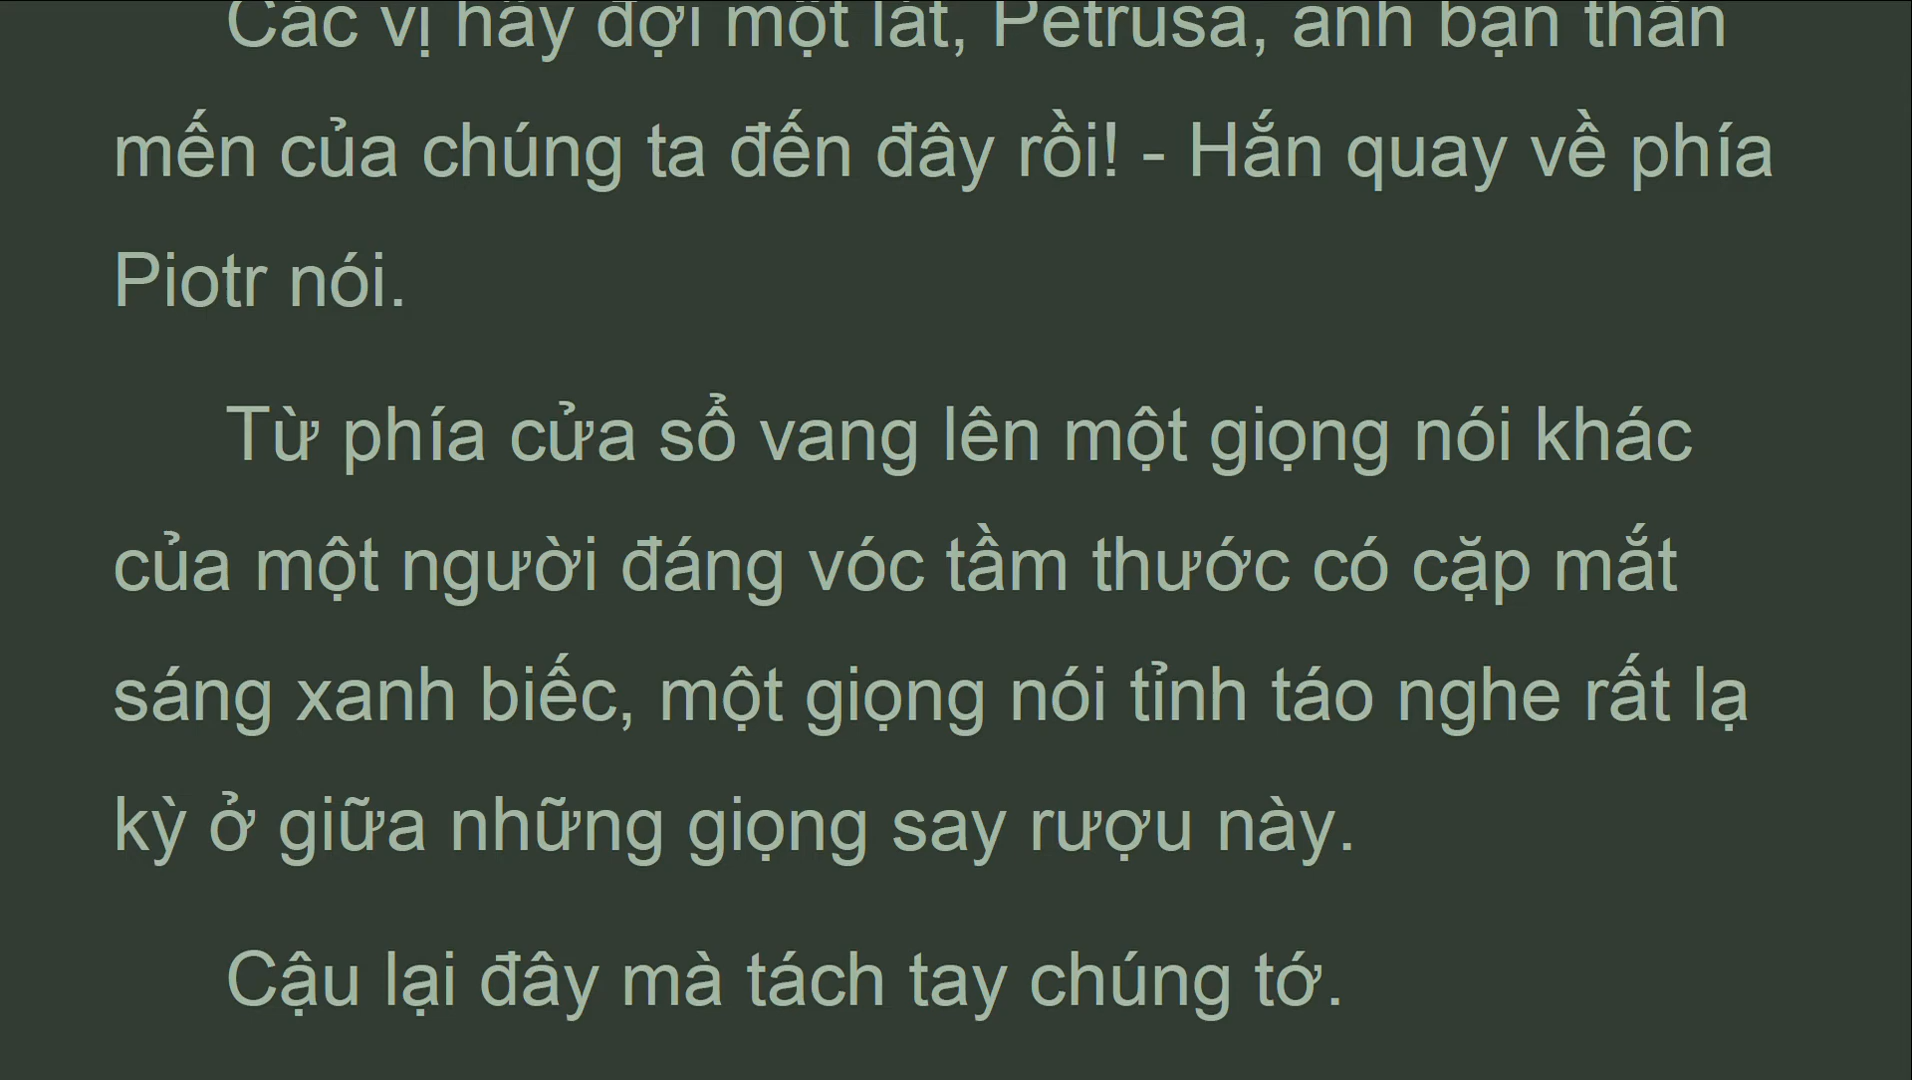 Các vị hãy đợi một lát, Petrusa, anh bạn thân
mến của chúng ta đến đây rồi! - Hắn quay về phía
Piotr nói.
Từ phía cửa sổ vang lên một giọng nói khác
của một người đáng vóc tầm thước có cặp mắt
sáng xanh biếc, một giọng nói tỉnh táo nghe rất lạ
kỳ ở giữa những giọng say rượu này.
Cậu lại đây mà tách tay chúng tớ.